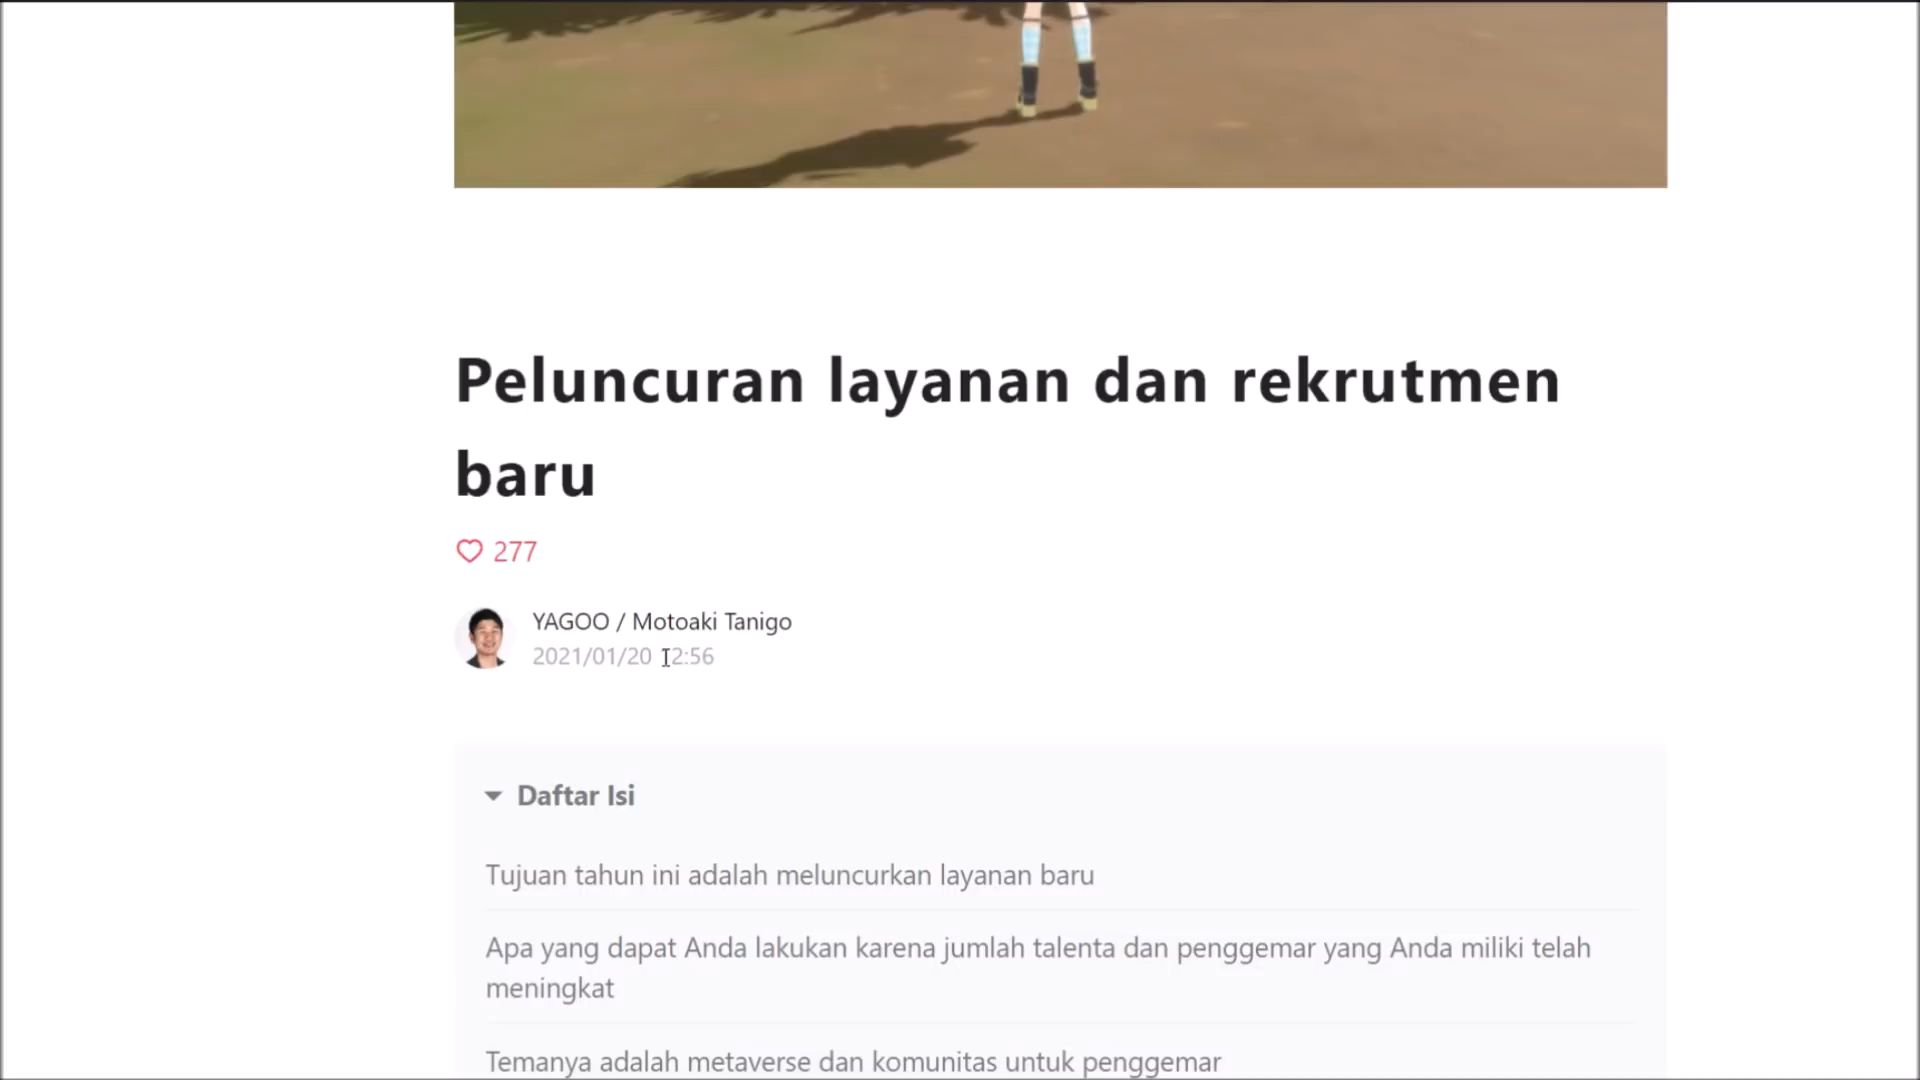 Peluncuran layanan dan rekrutmen
baru
277
YAGOO / Motoaki Tanigo
2021/01/20 12:56
Daftar Isi
Tujuan tahun ini adalah meluncurkan layanan baru
Apa yang dapat Anda lakukan karena jumlah talenta dan penggemar yang Anda miliki telah
meningkat
Temanya adalah metaverse dan komunitas untuk penggemar